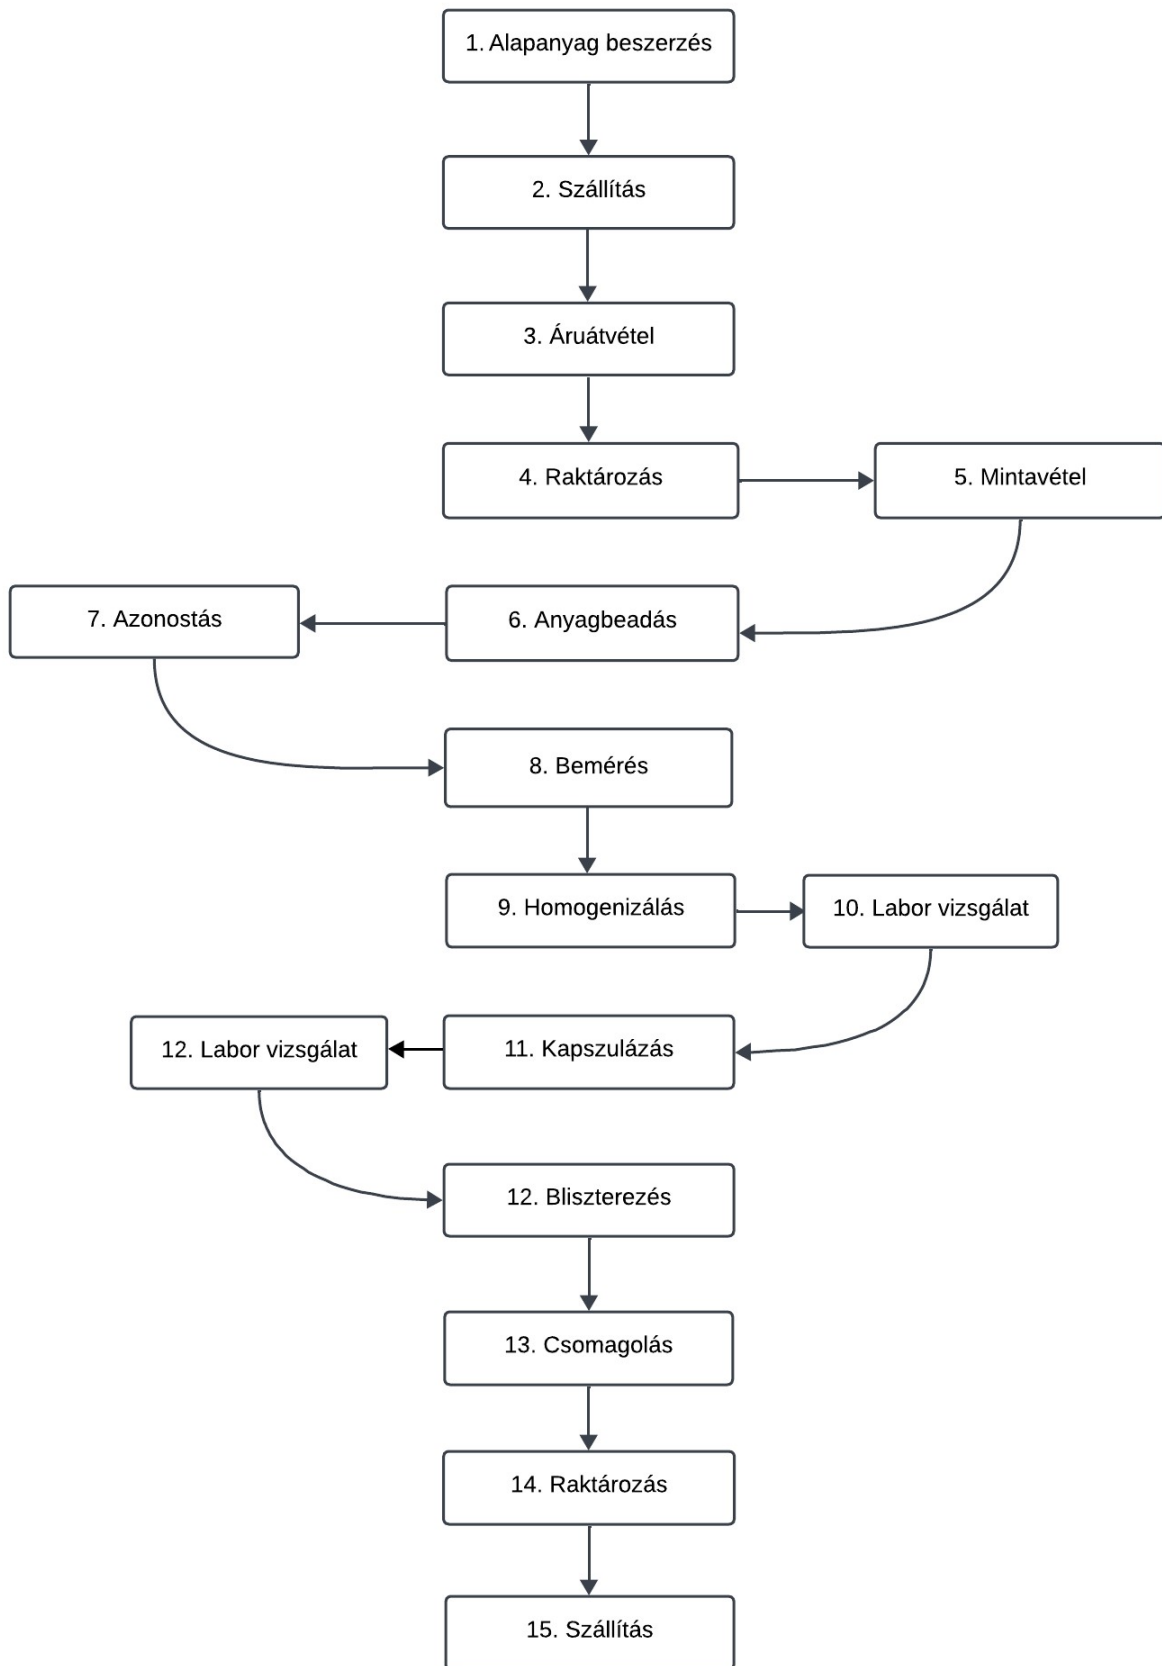 1. Alapanyag beszerzés
2. Szállítás
3. Áruátvétel
4. Raktározás
5. Mintavétel
6. Anyagbeadás
7. Azonostás
8. Bemérés
9. Homogenizálás
10. Labor vizsgálat
11. Kapszulázás
12. Labor vizsgálat
12. Bliszterezés
13. Csomagolás
14. Raktározás
15. Szállítás